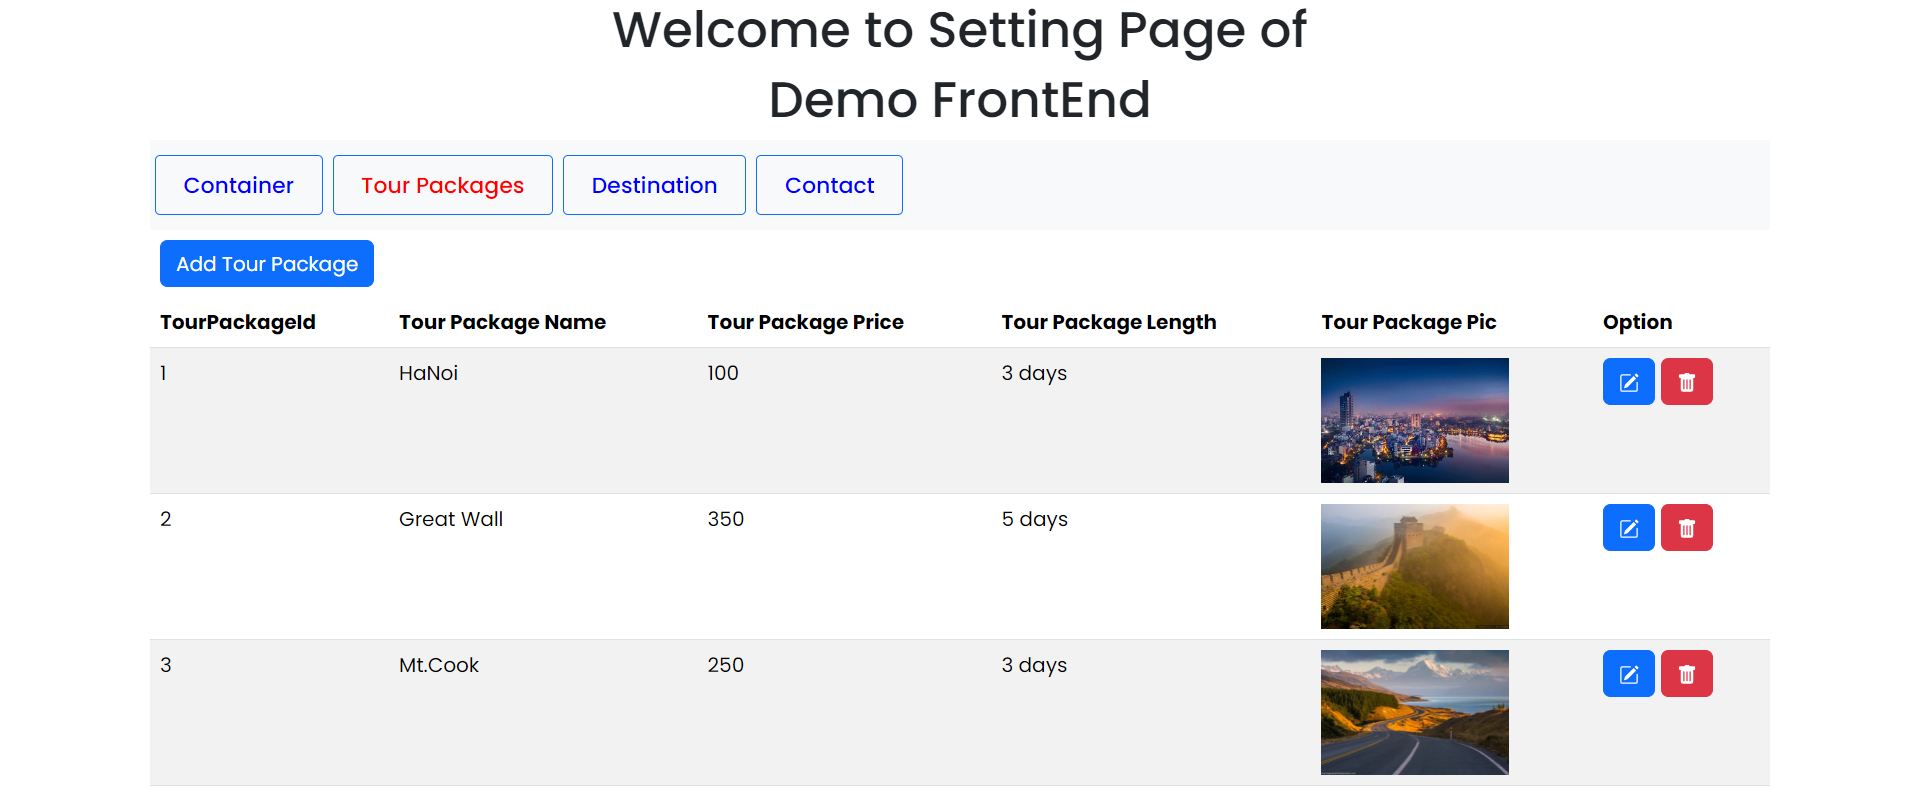 Welcome to Setting Page of
Demo FrontEnd
Container Tour Packages Destination Contact
Add Tour Package
TourPackageId Tour Package Name Tour Package Price Tour Package Length Tour Package Pic Option
1 HaNoi 100 3 days
2 Great Wall 350 5 days
3 Mt.Cook 250 3 days